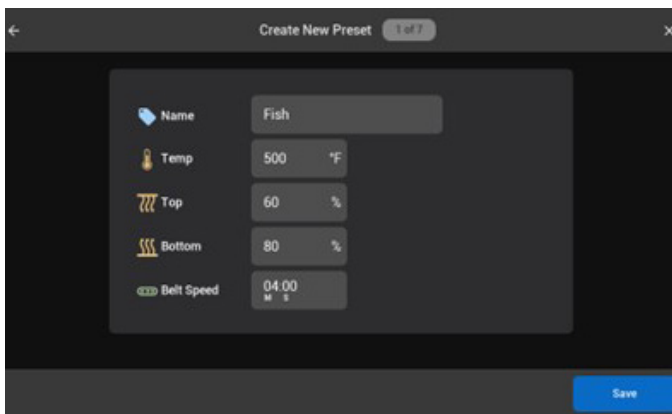 Create New Preset 1 of 7
Name Fish
Temp 500 °F
Top 60 %
Bottom 80 %
Belt Speed 04:00
M S
Save